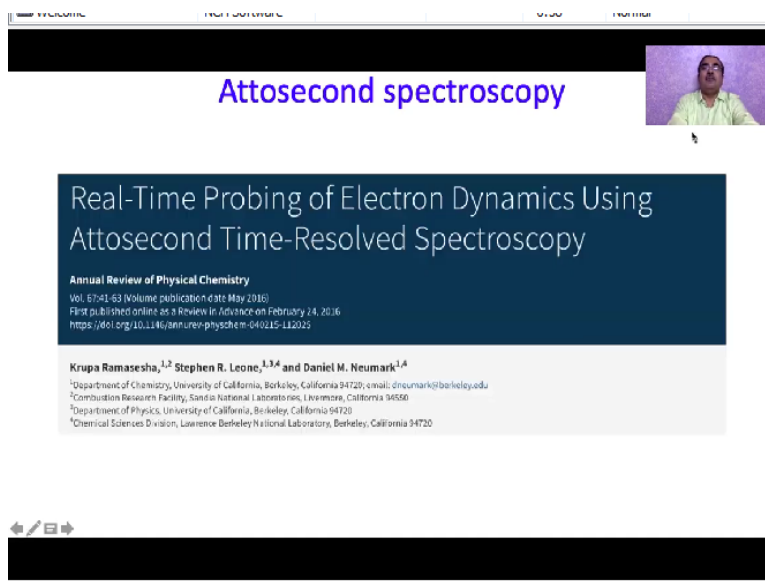 Attosecond spectroscopy
Real-Time Probing of Electron Dynamics Using
Attosecond Time-Resolved Spectroscopy
Annual Review of Physical Chemistry
Vol. 67:41-63 (Volume publication date May 2016)
First published online as a Review in Advance on February 24, 2016
https://doi.org/10.1146/annurev-physchem-040215-112025
Krupa Ramasesha,1,2 Stephen R. Leone,1,3,4 and Daniel M. Neumark1,4
1Department of Chemistry, University of California, Berkeley, California 94720; email: dneumark@berkeley.edu
2Combustion Research Facility, Sandia National Laboratories, Livermore, California 94550
3Department of Physics, University of California, Berkeley, California 94720
4Chemical Sciences Division, Lawrence Berkeley National Laboratory, Berkeley, California 94720